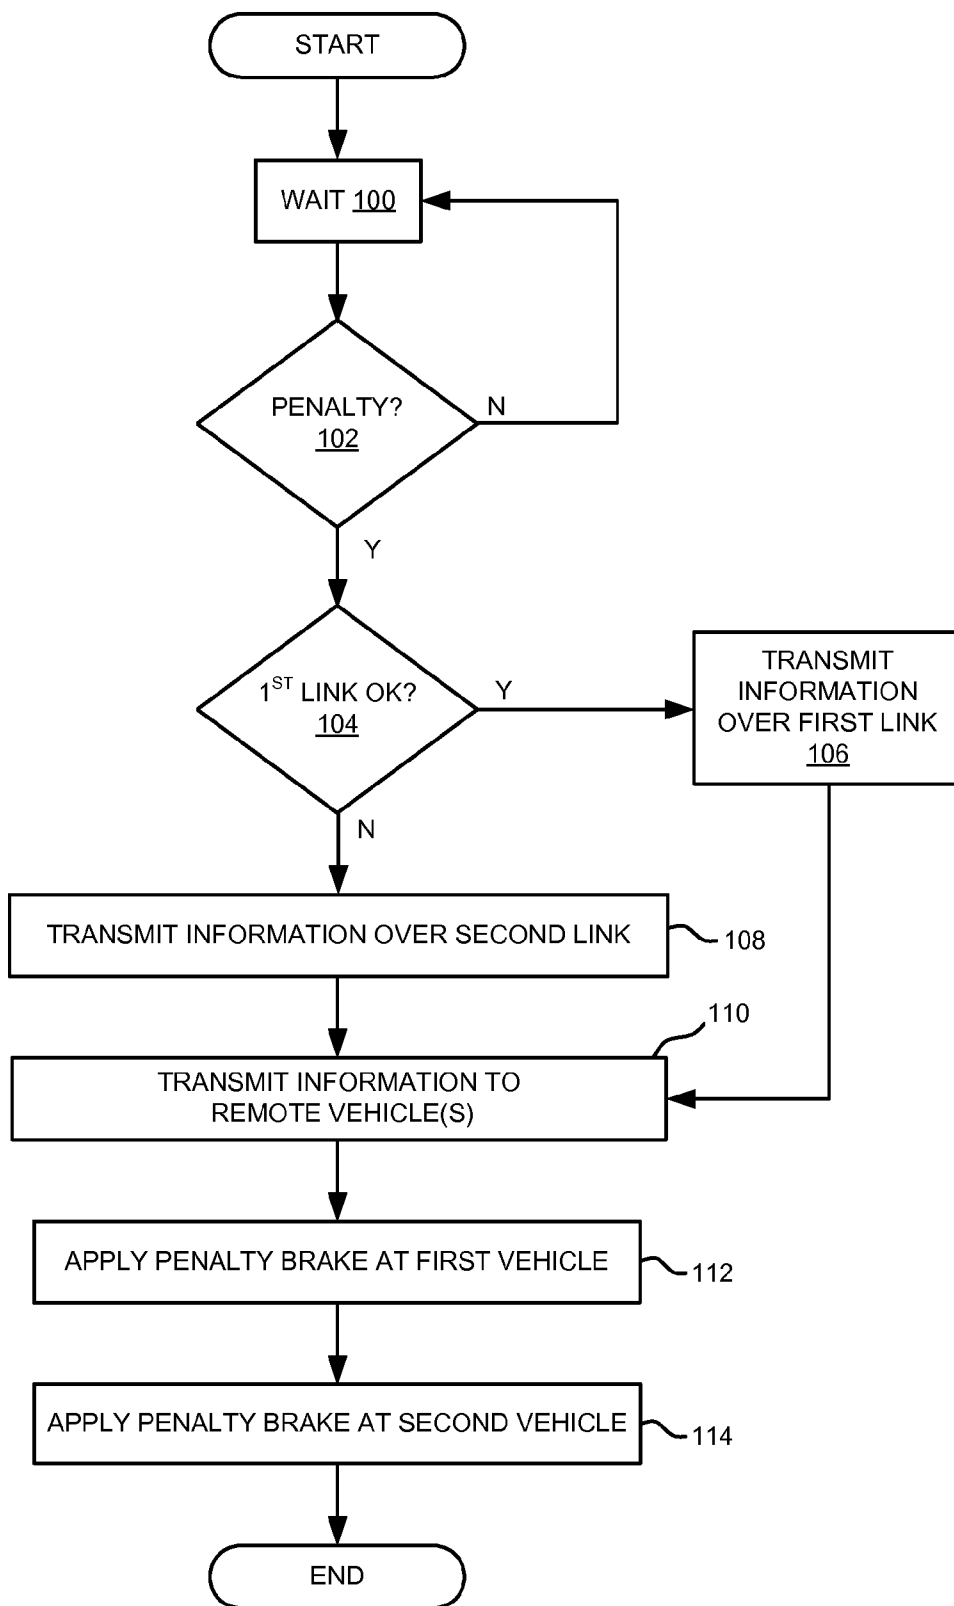 START
WAIT 100
PENALTY?
102
N
Y
1ST LINK OK?
104
Y
N
TRANSMIT
INFORMATION
OVER FIRST LINK
106
TRANSMIT INFORMATION OVER SECOND LINK
108
110
TRANSMIT INFORMATION TO
REMOTE VEHICLE(S)
APPLY PENALTY BRAKE AT FIRST VEHICLE
112
APPLY PENALTY BRAKE AT SECOND VEHICLE
114
END